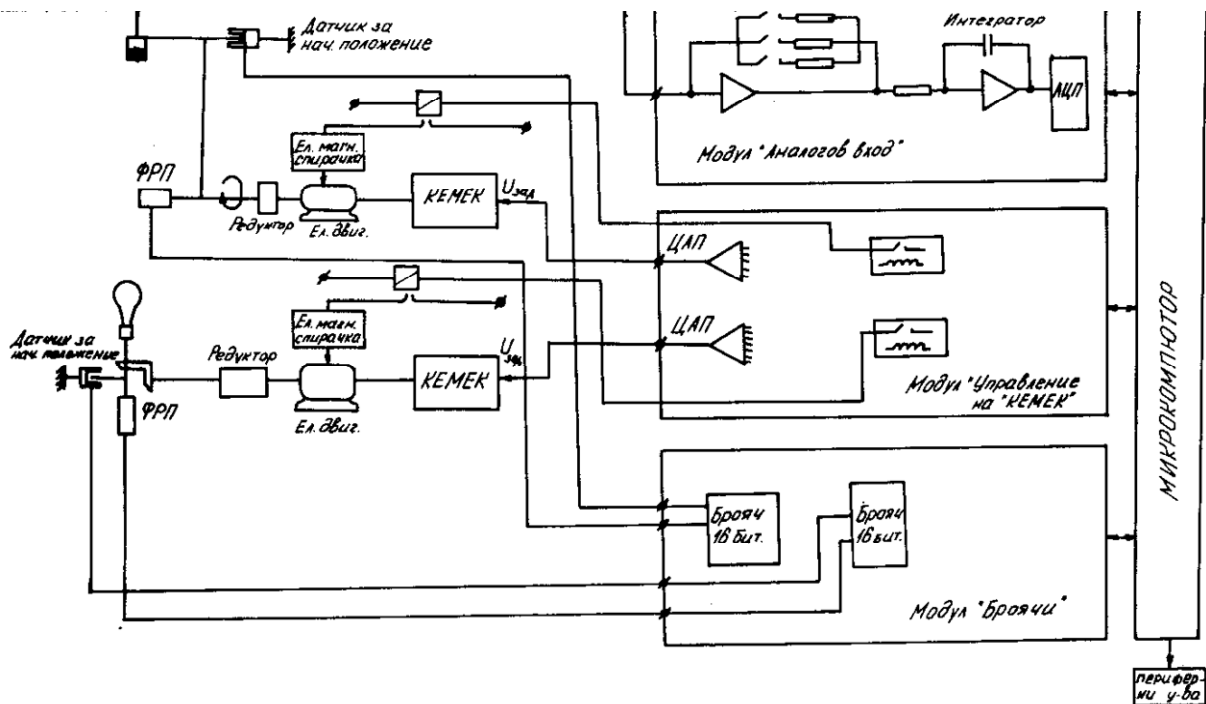 Датчик за
нач. положение
Интегратор
АЦП
Модул "Аналогов вход"
Ел. магн.
спирачка
ФРП
Редуктор
Ел. двиг.
КЕМЕК
Uзад
ЦАП
Ел. магн.
спирачка
Датчик за
нач. положение
Редуктор
ФРП
Ел. двиг.
КЕМЕК
Uзад
ЦАП
Модул "Управление
на "КЕМЕК"
Брояч
16 бит.
Брояч
16 бит.
Модул "Броячи"
МИКРОКОМПЮТОР
перифер-
ни у-ва